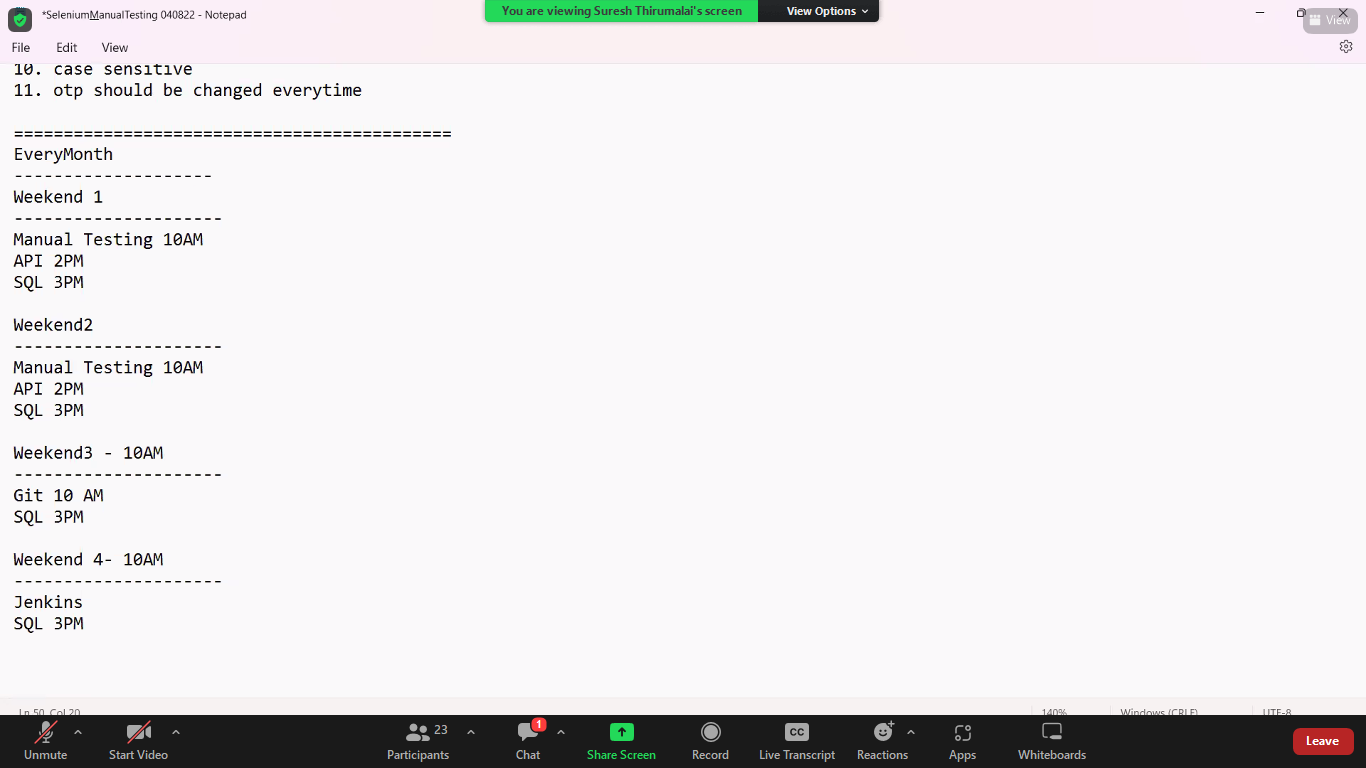 *SeleniumManualTesting 040822 - Notepad
You are viewing Suresh Thirumalai's screen
View Options
View
File Edit View
10. case sensitive
11. otp should be changed everytime
============================================
EveryMonth
--------------------
Weekend 1
---------------------
Manual Testing 10AM
API 2PM
SQL 3PM
Weekend2
---------------------
Manual Testing 10AM
API 2PM
SQL 3PM
Weekend3 - 10AM
---------------------
Git 10 AM
SQL 3PM
Weekend 4- 10AM
---------------------
Jenkins
SQL 3PM
Ln 50, Col 20 140% Windows (CRLF) UTF-8
23
1
CC
Unmute Start Video Participants Chat Share Screen Record Live Transcript Reactions Apps Whiteboards Leave